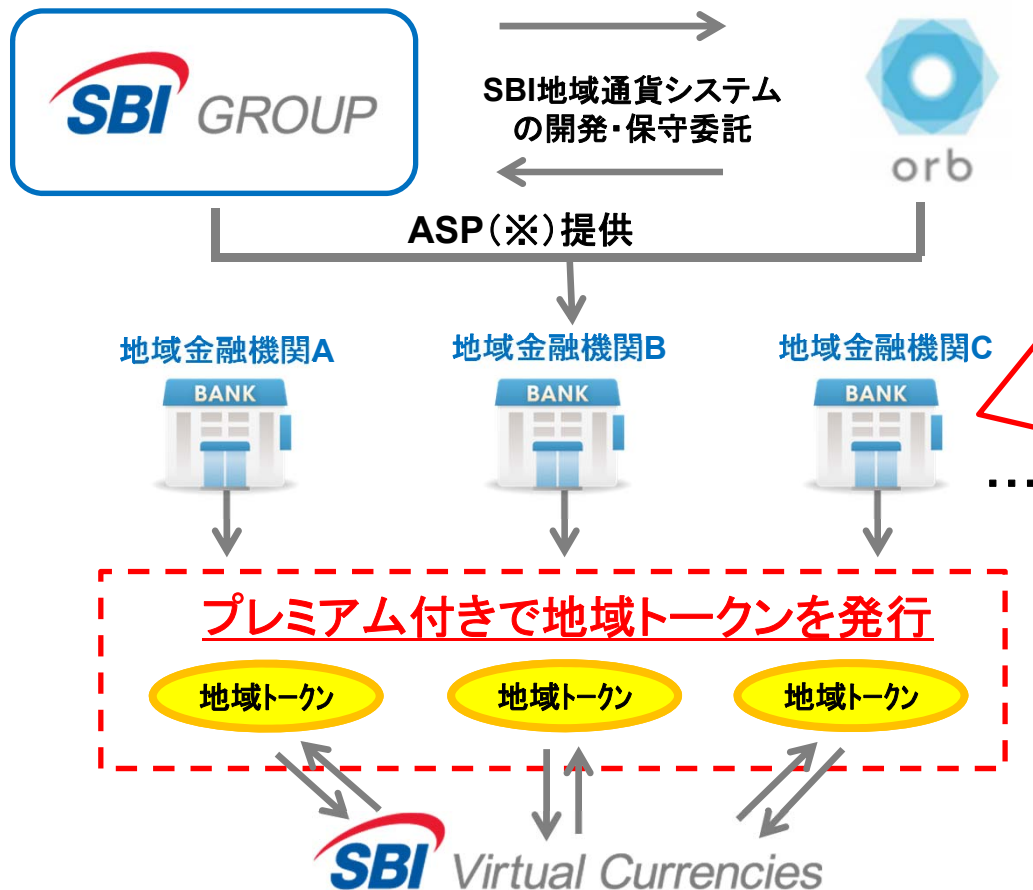 SBI GROUP
SBI地域通貨システム
の開発・保守委託
orb
ASP（※）提供
地域金融機関A
地域金融機関B
地域金融機関C
BANK
BANK
BANK
…
プレミアム付きで地域トークンを発行
地域トークン
地域トークン
地域トークン
SBI Virtual Currencies